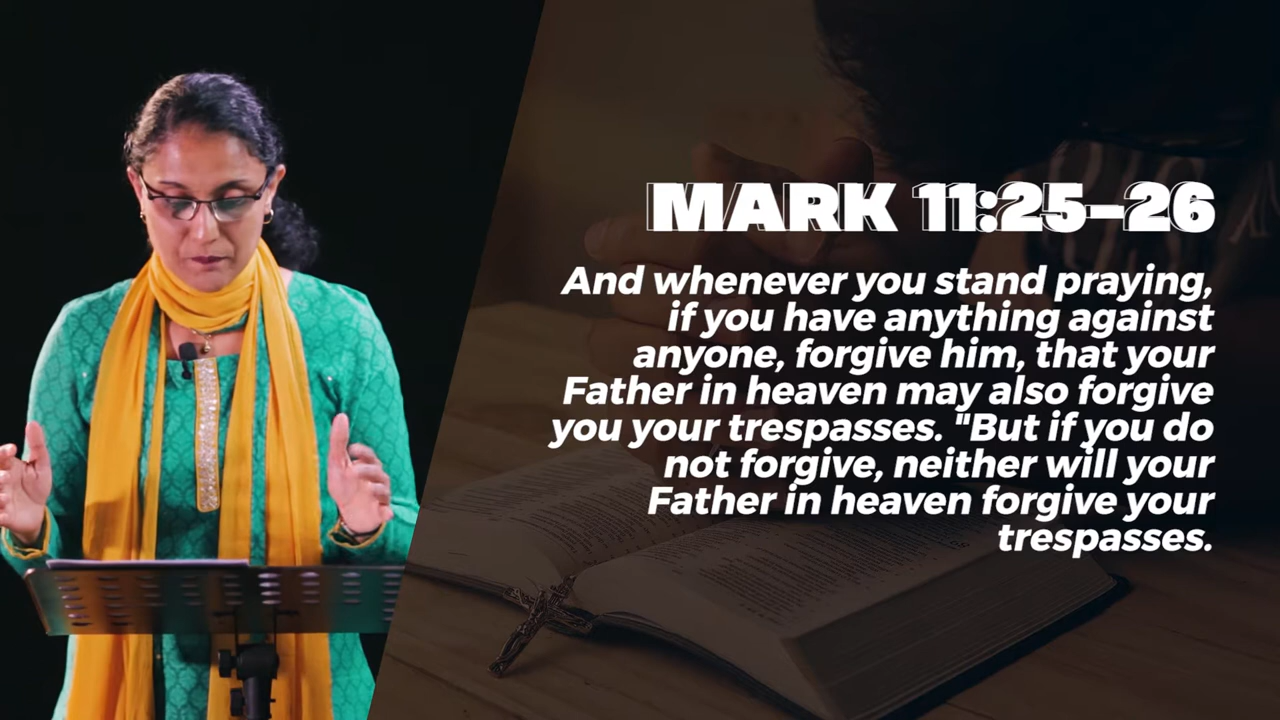 MARK 11:25-26
And whenever you stand praying,
if you have anything against
anyone, forgive him, that your
Father in heaven may also forgive
you your trespasses. "But if you do
not forgive, neither will your
Father in heaven forgive your
trespasses.